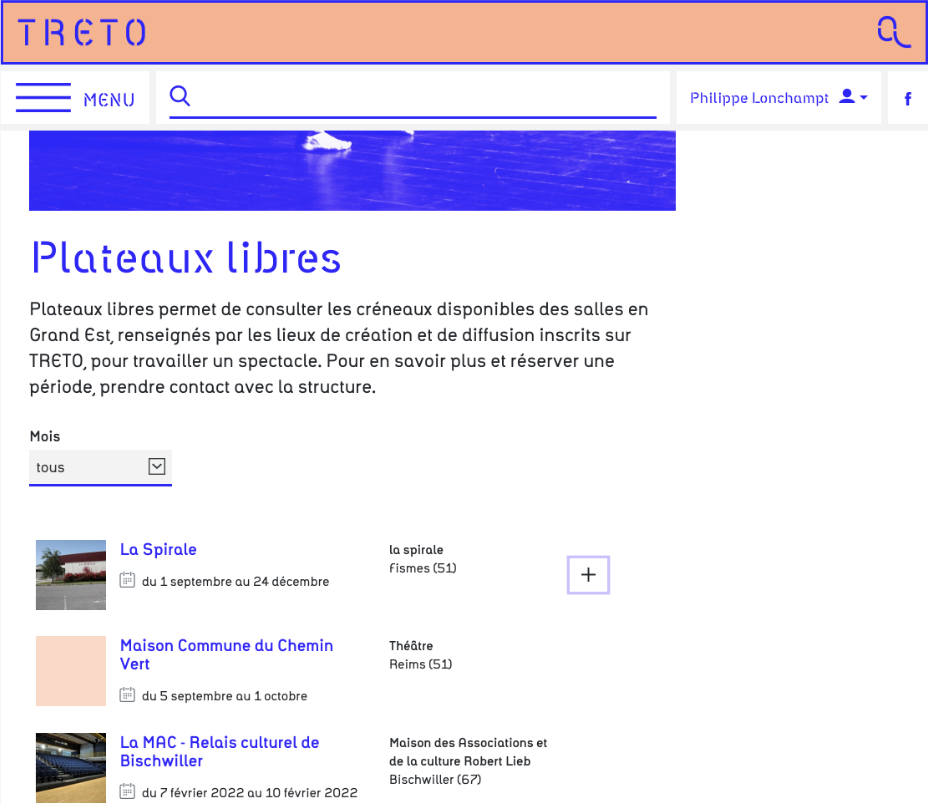 TRETO
MENU
Philippe Lonchampt
f
Plateaux libres
Plateaux libres permet de consulter les créneaux disponibles des salles en
Grand Est, renseignés par les lieux de création et de diffusion inscrits sur
TRETO, pour travailler un spectacle. Pour en savoir plus et réserver une
période, prendre contact avec la structure.
Mois
tous
La Spirale
la spirale
Fismes (51)
du 1 septembre au 24 décembre
+
Maison Commune du Chemin
Vert
Théâtre
Reims (51)
du 5 septembre au 1 octobre
La MAC - Relais culturel de
Bischwiller
Maison des Associations et
de la culture Robert Lieb
Bischwiller (67)
du 7 février 2022 au 10 février 2022